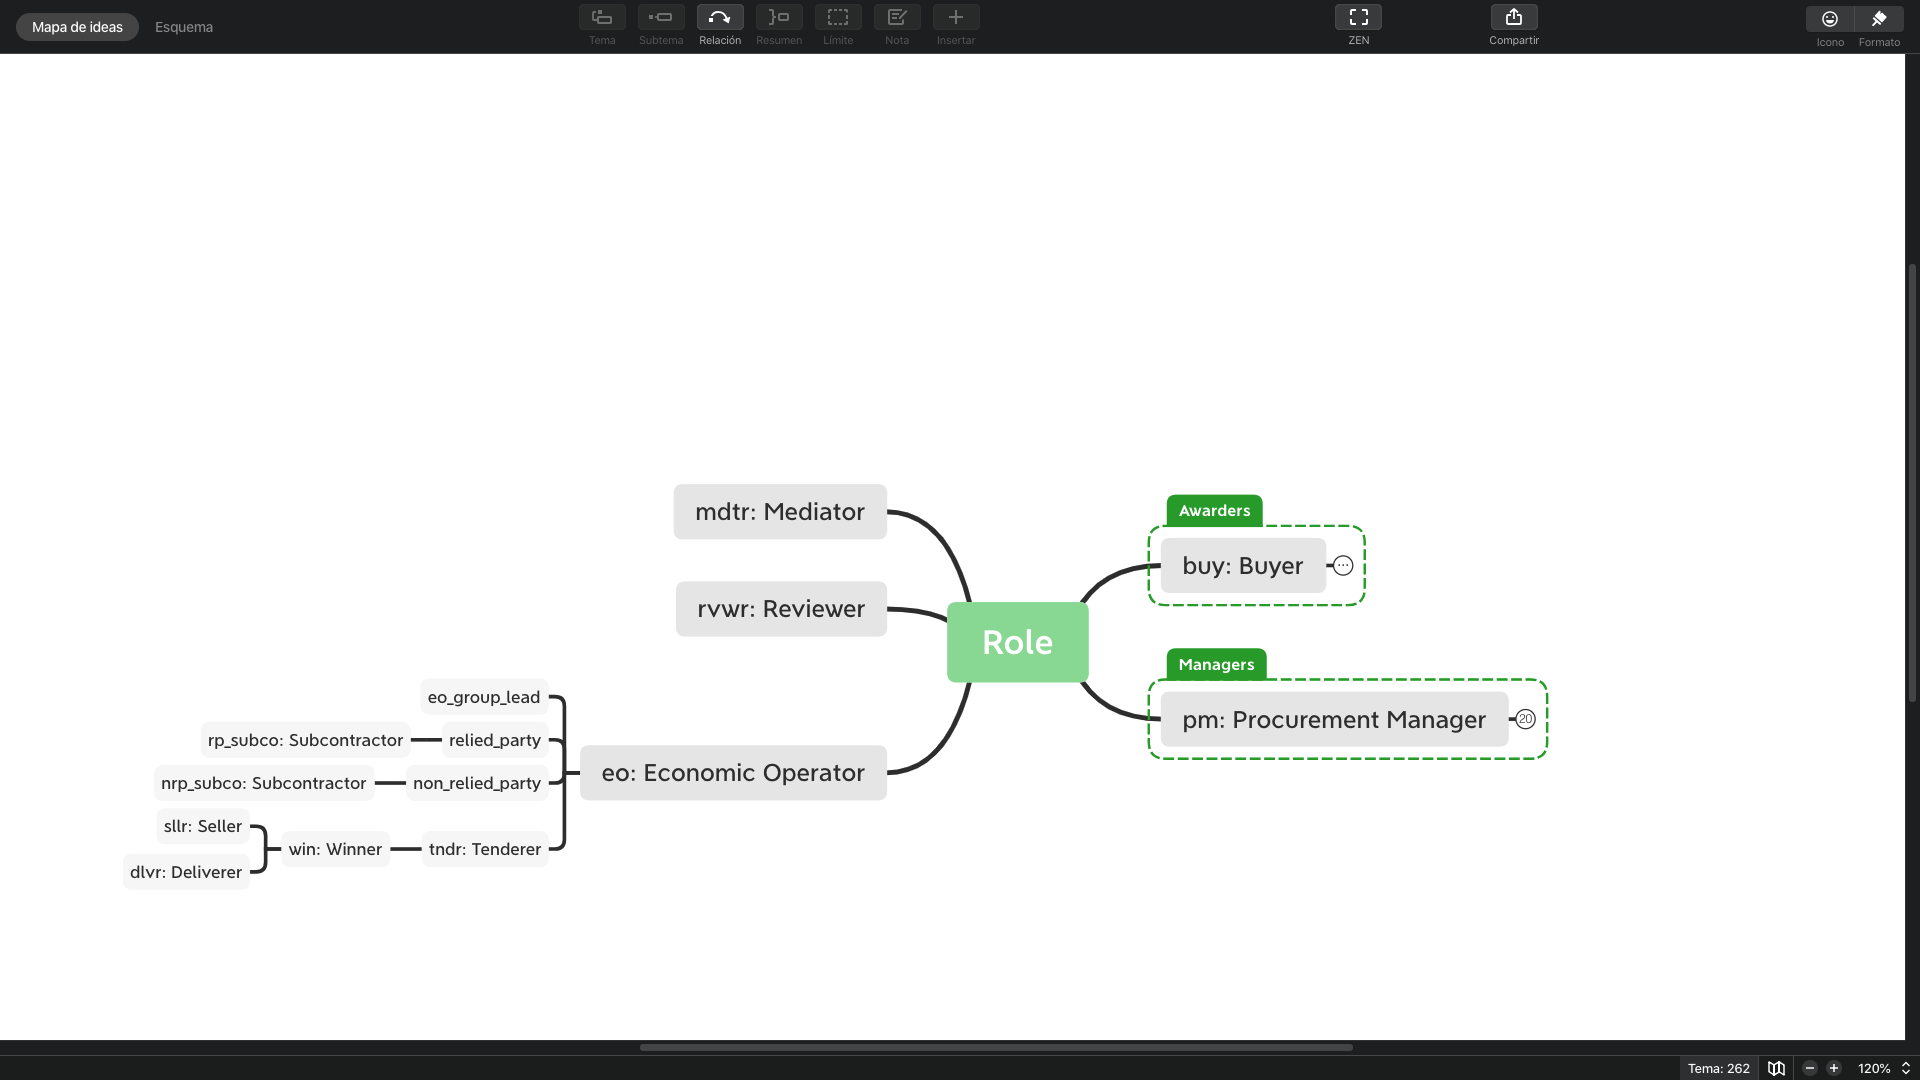 Mapa de ideas
Esquema
Tema
Subtema
Relación
Resumen
Límite
Nota
Insertar
ZEN
Compartir
Icono
Formato
mdtr: Mediator
rvwr: Reviewer
Role
Awarders
buy: Buyer
Managers
pm: Procurement Manager
20
eo: Economic Operator
eo_group_lead
rp_subco: Subcontractor
relied_party
nrp_subco: Subcontractor
non_relied_party
sllr: Seller
dlvr: Deliverer
win: Winner
tndr: Tenderer
Tema: 262
120%